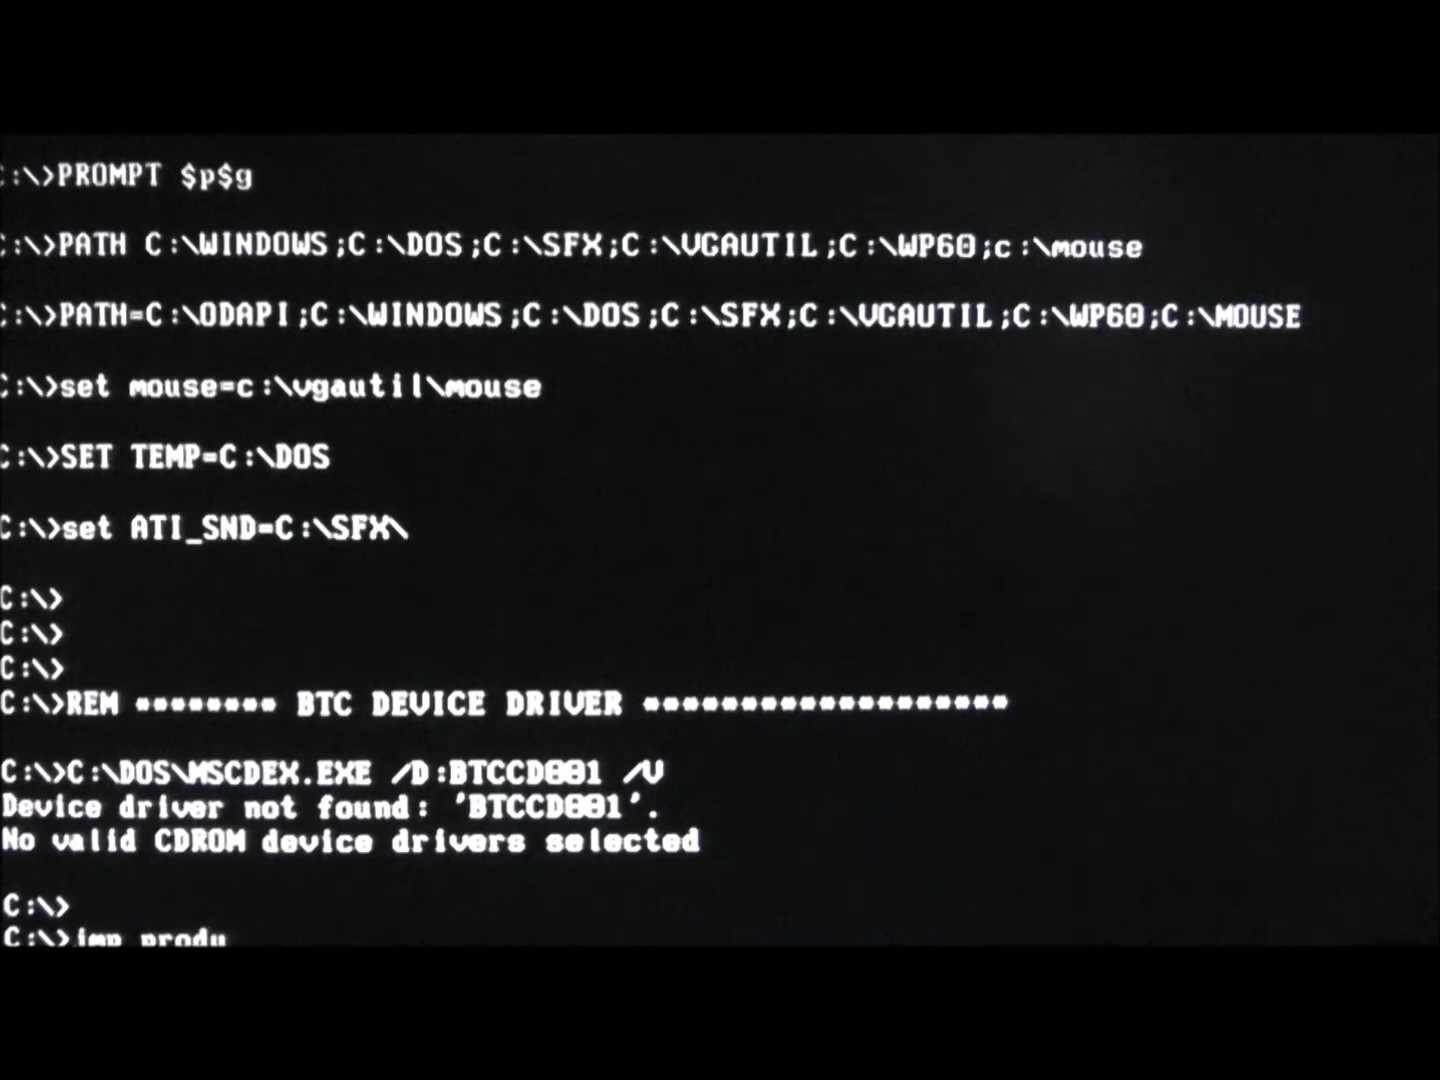 C:\>PROMPT $p$g
C:\>PATH C:\WINDOWS;C:\DOS;C:\SFX;C:\VGAUTIL;C:\WP60;c:\mouse
C:\>PATH=C:\ODAPI;C:\WINDOWS;C:\DOS;C:\SFX;C:\VGAUTIL;C:\WP60;C:\MOUSE
C:\>set mouse=c:\vgautil\mouse
C:\>SET TEMP=C:\DOS
C:\>set ATI_SND=C:\SFX\
C:\>
C:\>
C:\>
C:\>REM ******** BTC DEVICE DRIVER ********************
C:\>C:\DOS\MSCDEX.EXE /D:BTCCD001 /V
Device driver not found: 'BTCCD001'.
No valid CDROM device drivers selected
C:\>
C:\>